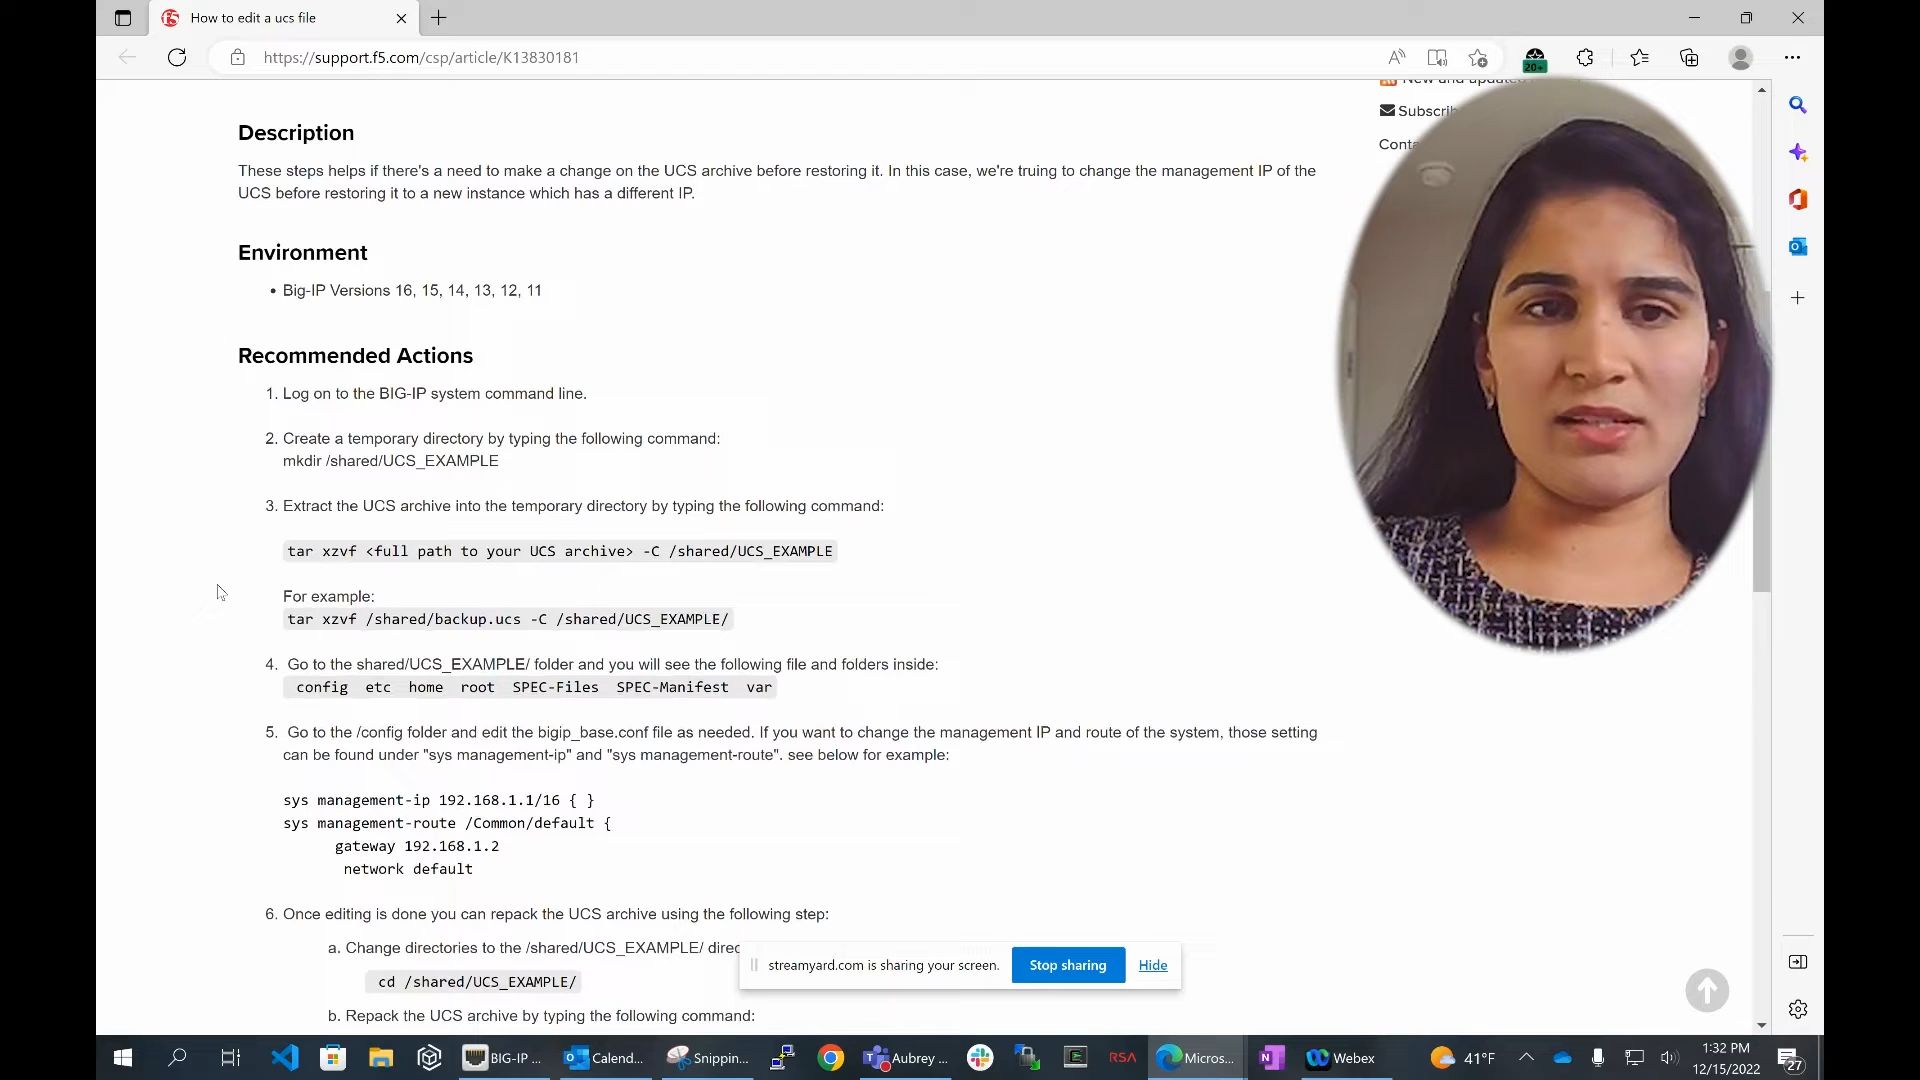 How to edit a ucs file
https://support.f5.com/csp/article/K13830181
20+
New and updated
Subscrib
Conta
Description
These steps helps if there's a need to make a change on the UCS archive before restoring it. In this case, we're truing to change the management IP of the
UCS before restoring it to a new instance which has a different IP.
Environment
• Big-IP Versions 16, 15, 14, 13, 12, 11
Recommended Actions
1. Log on to the BIG-IP system command line.
2. Create a temporary directory by typing the following command:
mkdir /shared/UCS_EXAMPLE
3. Extract the UCS archive into the temporary directory by typing the following command:
tar xzvf <full path to your UCS archive> -C /shared/UCS_EXAMPLE
For example:
tar xzvf /shared/backup.ucs -C /shared/UCS_EXAMPLE/
4. Go to the shared/UCS_EXAMPLE/ folder and you will see the following file and folders inside:
config etc home root SPEC-Files SPEC-Manifest var
5. Go to the /config folder and edit the bigip_base.conf file as needed. If you want to change the management IP and route of the system, those setting
can be found under "sys management-ip" and "sys management-route". see below for example:
sys management-ip 192.168.1.1/16 { }
sys management-route /Common/default {
gateway 192.168.1.2
network default
6. Once editing is done you can repack the UCS archive using the following step:
a. Change directories to the /shared/UCS_EXAMPLE/ direc
cd /shared/UCS_EXAMPLE/
b. Repack the UCS archive by typing the following command:
streamyard.com is sharing your screen. Stop sharing Hide
BIG-IP ... Calend... Snippin... Aubrey ... RSA Micros... Webex 41°F 1:32 PM
12/15/2022 27